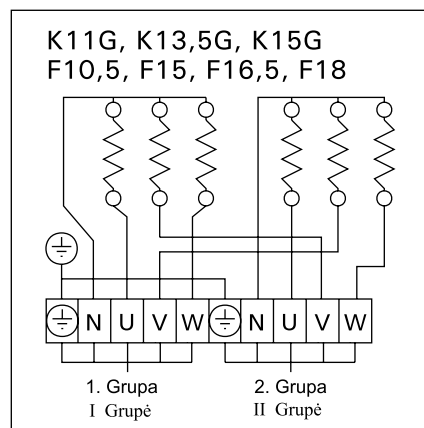 K11G, K13,5G, K15G
F10,5, F15, F16,5, F18
N U V W N U V W
1. Grupa 2. Grupa
I Grupė II Grupė